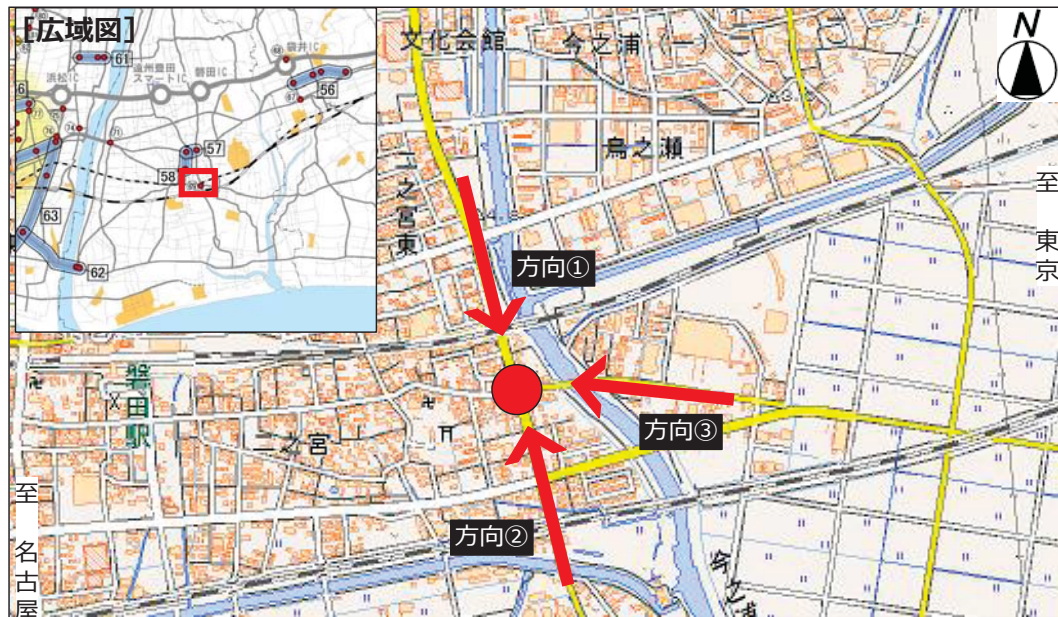 [広域図]
浜松IC
遠州豊田
スマートIC
磐田IC
袋井IC
61
56
57
58
63
62
N
文化会館
今之浦(一)
鳥之瀬
一之宮東
方向①
至 東京
磐田駅
二之宮
方向③
方向②
至 名古屋
今之浦